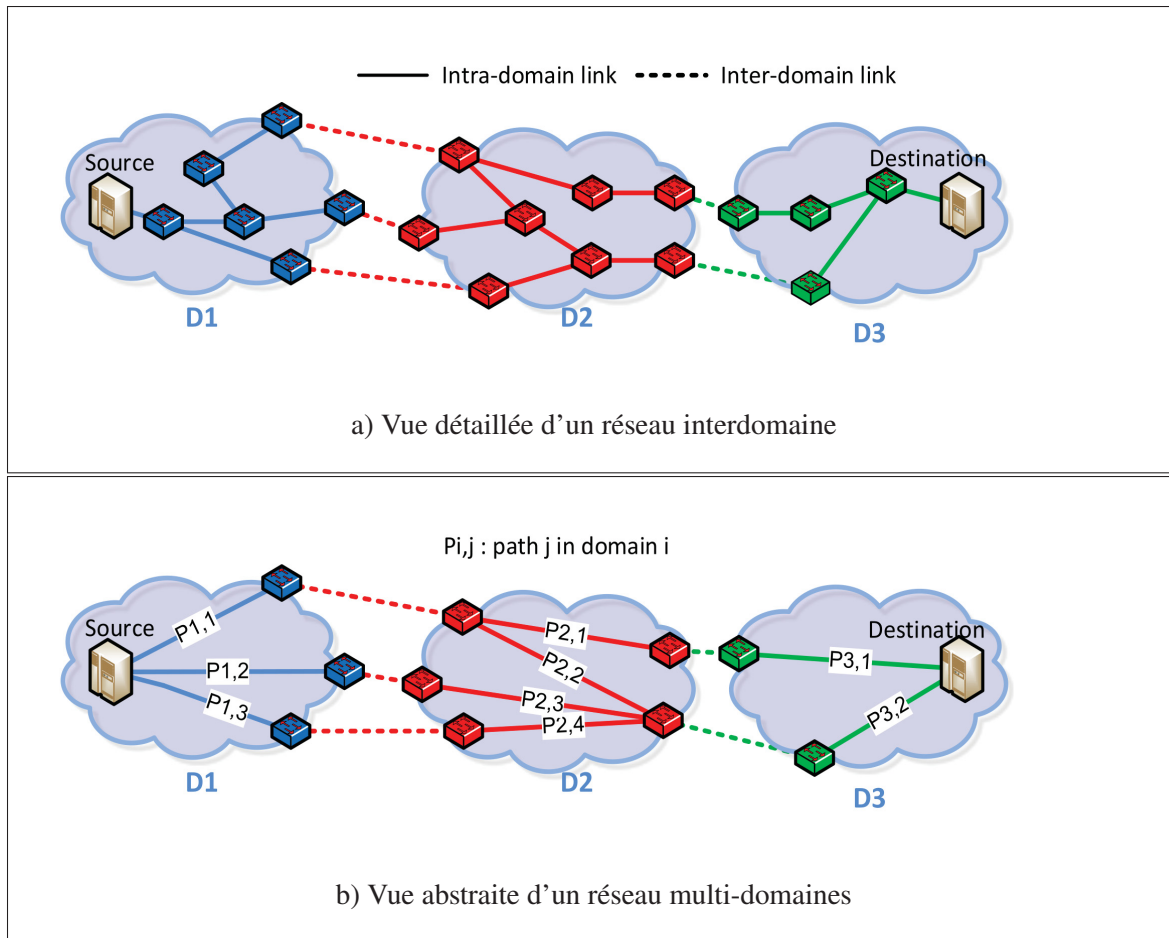 Intra-domain link Inter-domain link
Source
Destination
D1
D2
D3
a) Vue détaillée d'un réseau interdomaine
Pi,j : path j in domain i
Source
Destination
P1,1
P1,2
P1,3
P2,1
P2,2
P2,3
P2,4
P3,1
P3,2
D1
D2
D3
b) Vue abstraite d'un réseau multi-domaines